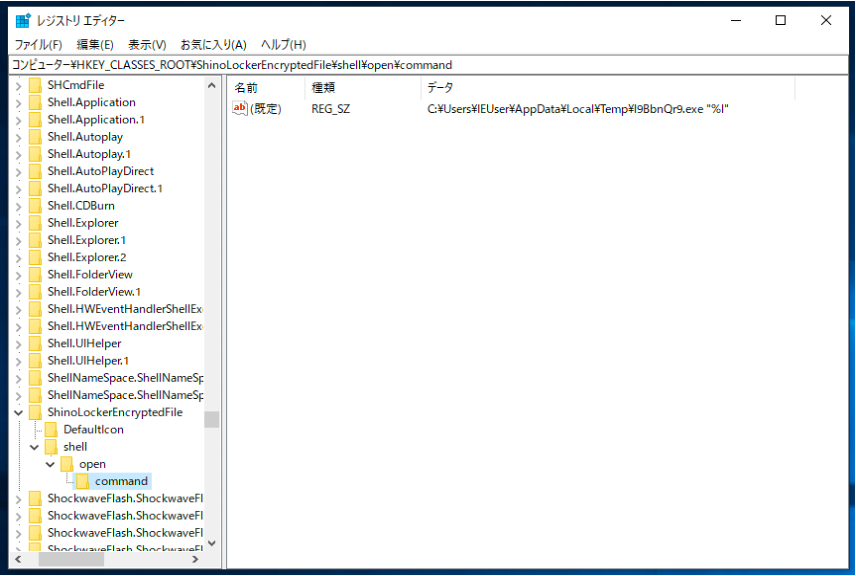 レジストリ エディター
ファイル(F) 編集(E) 表示(V) お気に入り(A) ヘルプ(H)
コンピューター¥HKEY_CLASSES_ROOT¥ShinoLockerEncryptedFile¥shell¥open¥command
SHCmdFile
Shell.Application
Shell.Application.1
Shell.Autoplay
Shell.Autoplay.1
Shell.AutoPlayDirect
Shell.AutoPlayDirect.1
Shell.CDBurn
Shell.Explorer
Shell.Explorer.1
Shell.Explorer.2
Shell.FolderView
Shell.FolderView.1
Shell.HWEventHandlerShellEx
Shell.HWEventHandlerShellEx
Shell.UIHelper
Shell.UIHelper.1
ShellNameSpace.ShellNameSp
ShellNameSpace.ShellNameSp
ShinoLockerEncryptedFile
DefaultIcon
shell
open
command
ShockwaveFlash.ShockwaveFl
ShockwaveFlash.ShockwaveFl
ShockwaveFlash.ShockwaveFl
ShockwaveFlash.ShockwaveFl
名前 種類 データ
ab (既定) REG_SZ C:¥Users¥IEUser¥AppData¥Local¥Temp¥I9BbnQr9.exe "%l"